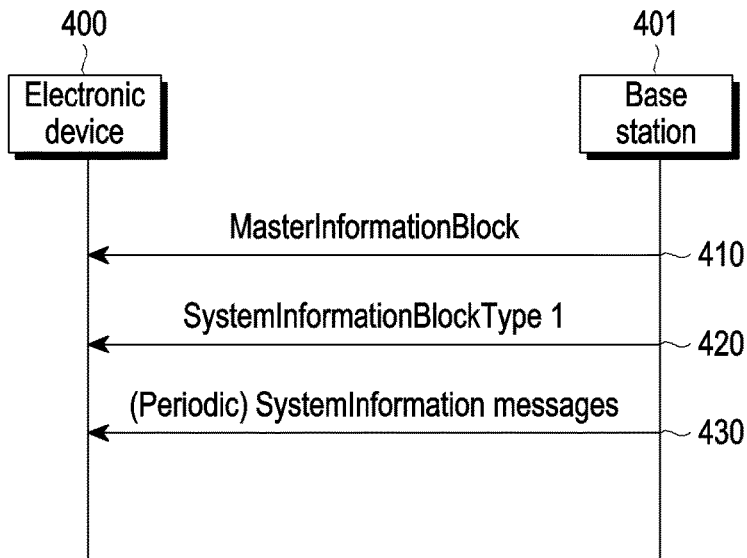 400
401
Electronic
device
Base
station
MasterInformationBlock
410
SystemInformationBlockType 1
420
(Periodic) SystemInformation messages
430